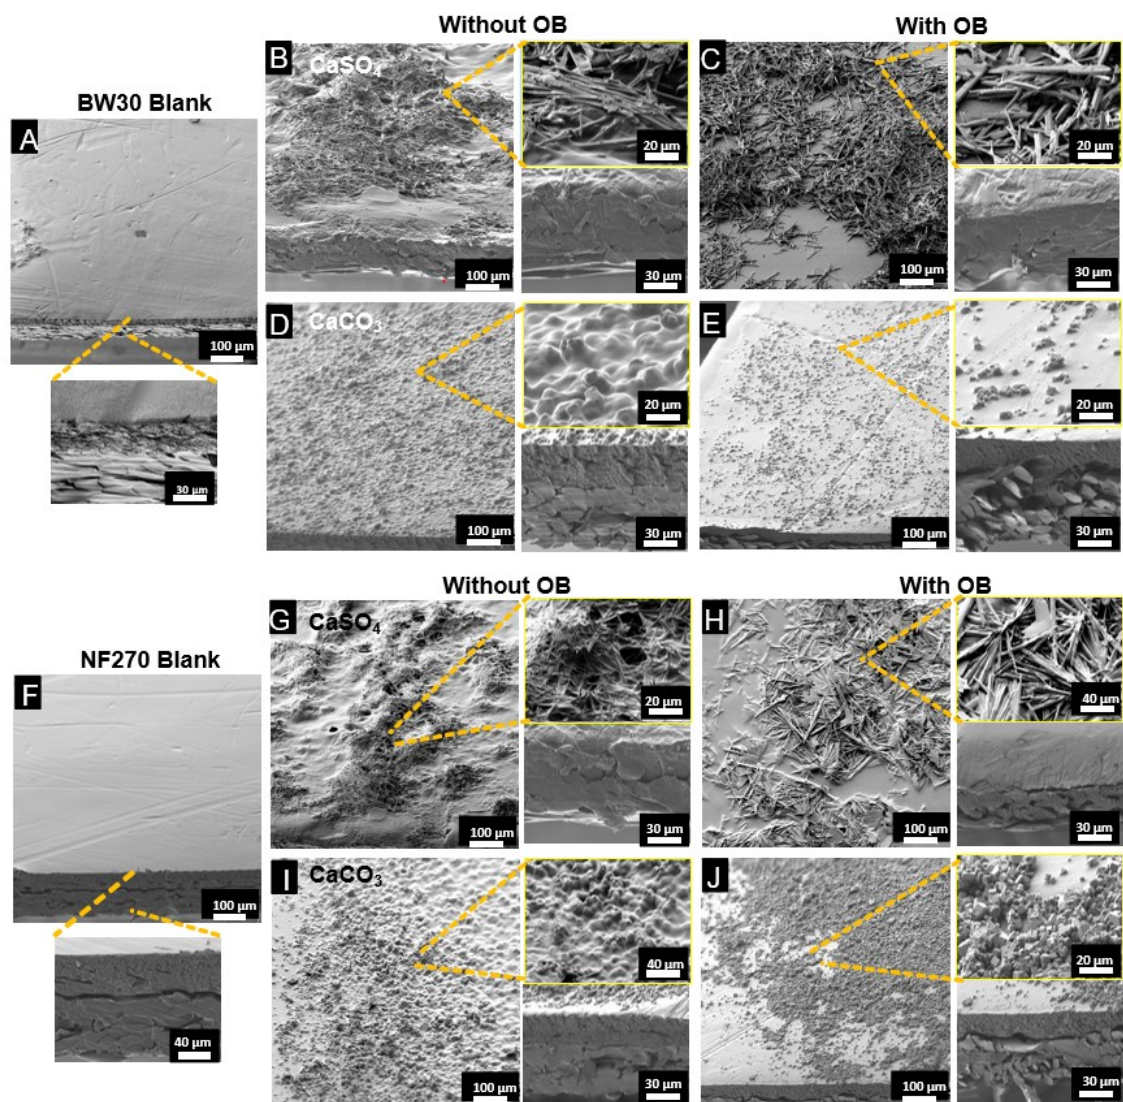 Without OB
With OB
BW30 Blank
A
100 µm
30 µm
B
CaSO4
20 µm
100 µm
30 µm
C
20 µm
100 µm
30 µm
D
CaCO3
20 µm
100 µm
30 µm
E
20 µm
100 µm
30 µm
Without OB
With OB
NF270 Blank
F
100 µm
40 µm
G
CaSO4
20 µm
100 µm
30 µm
H
40 µm
100 µm
30 µm
I
CaCO3
40 µm
100 µm
30 µm
J
20 µm
100 µm
30 µm